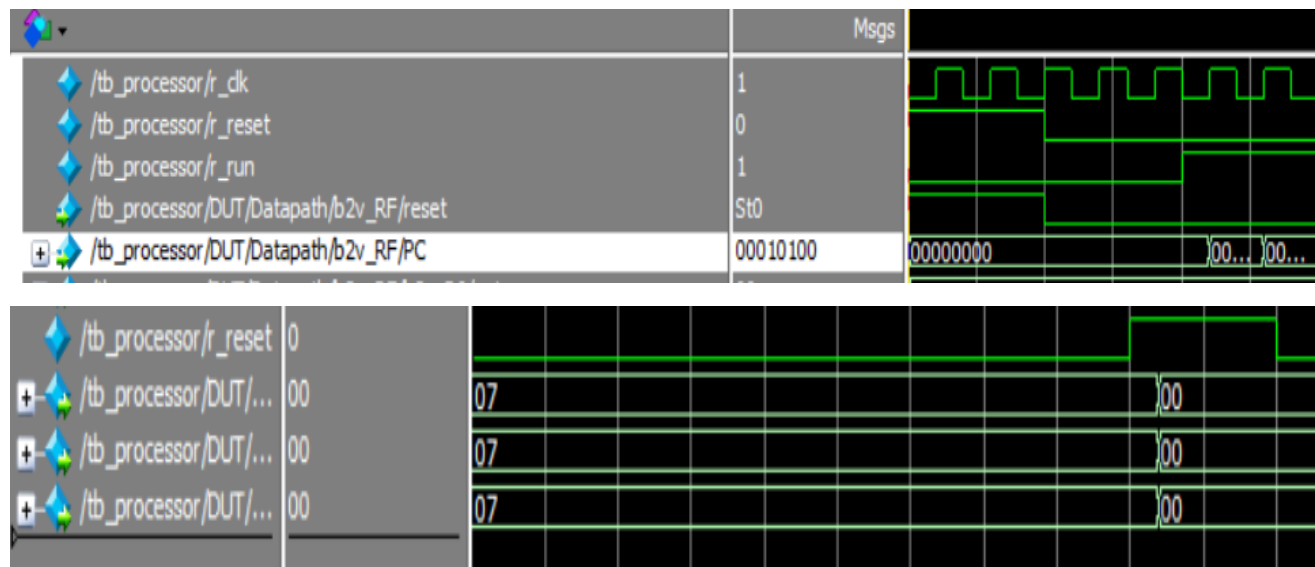 Msgs
/tb_processor/r_clk 1
/tb_processor/r_reset 0
/tb_processor/r_run 1
/tb_processor/DUT/Datapath/b2v_RF/reset St0
/tb_processor/DUT/Datapath/b2v_RF/PC 00010100 00000000 00... 00...
/tb_processor/r_reset 0
/tb_processor/DUT/... 00 07 00
/tb_processor/DUT/... 00 07 00
/tb_processor/DUT/... 00 07 00